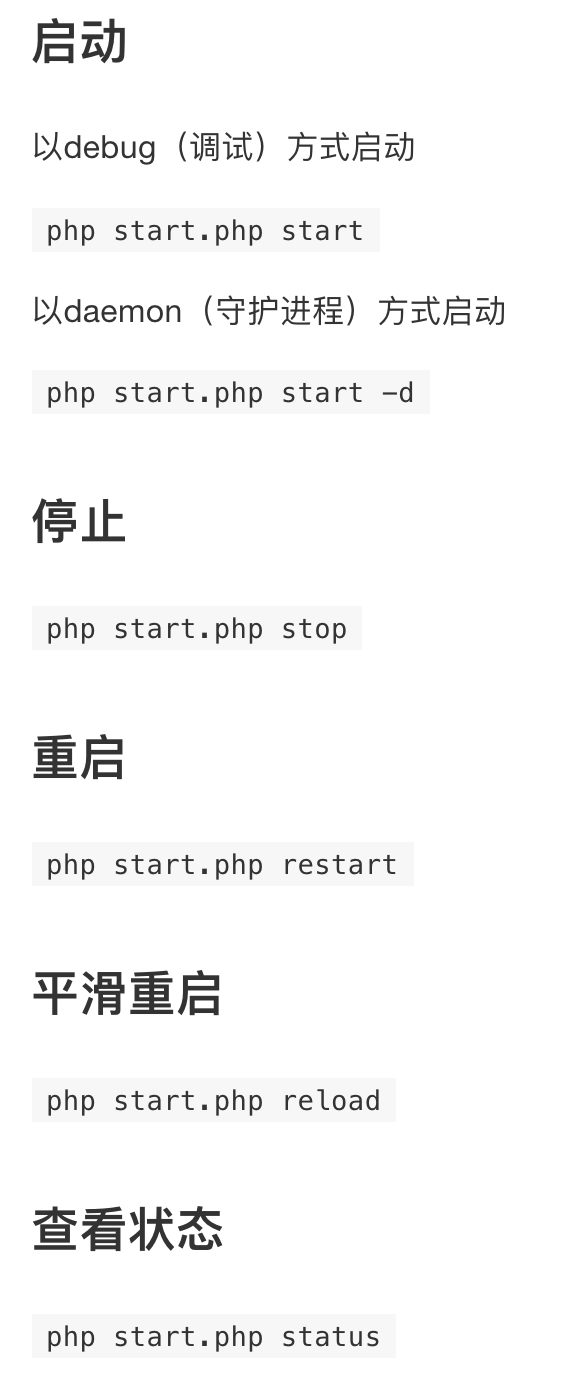 启动
以debug（调试）方式启动
php start.php start
以daemon（守护进程）方式启动
php start.php start -d
停止
php start.php stop
重启
php start.php restart
平滑重启
php start.php reload
查看状态
php start.php status